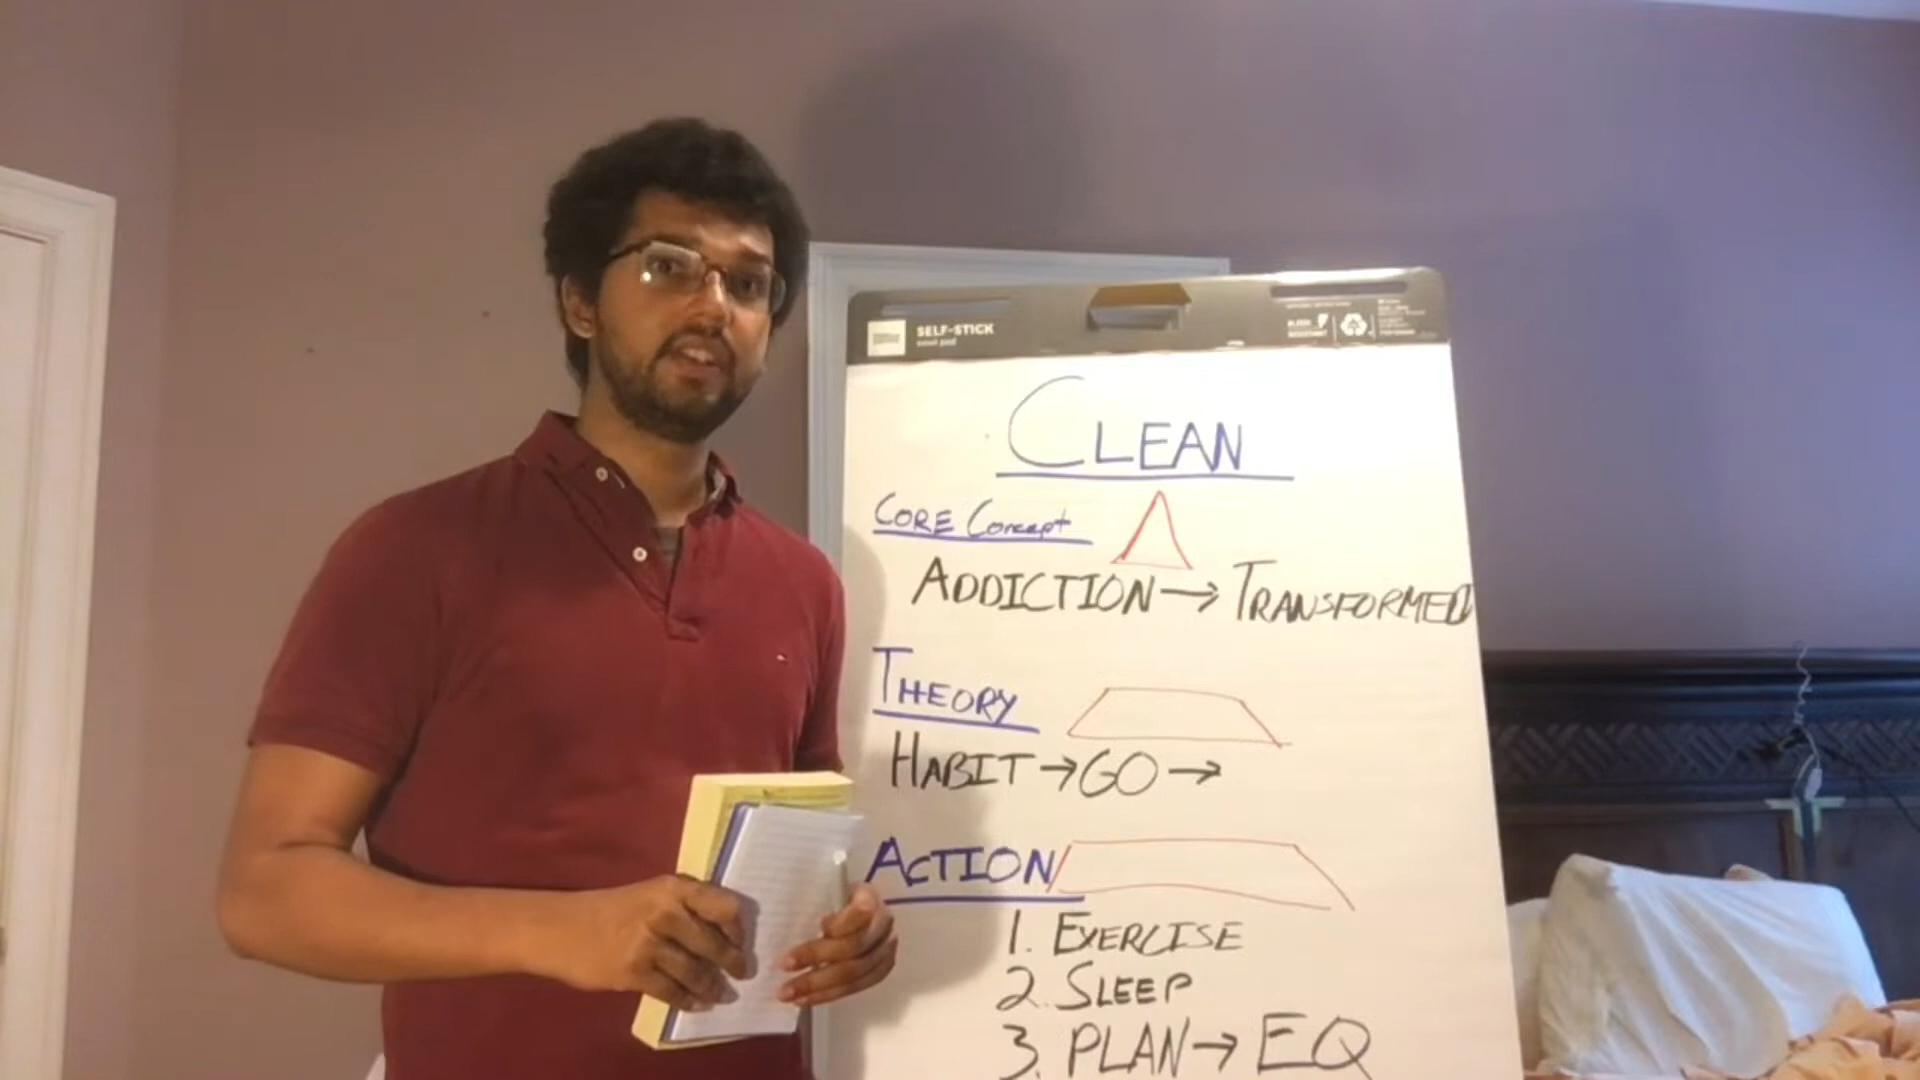 SELF-STICK
CLEAN
CORE Concept
ADDICTION → TRANSFORMED
THEORY
HABIT → GO →
ACTION
1. EXERCISE
2. SLEEP
3. PLAN → EQ